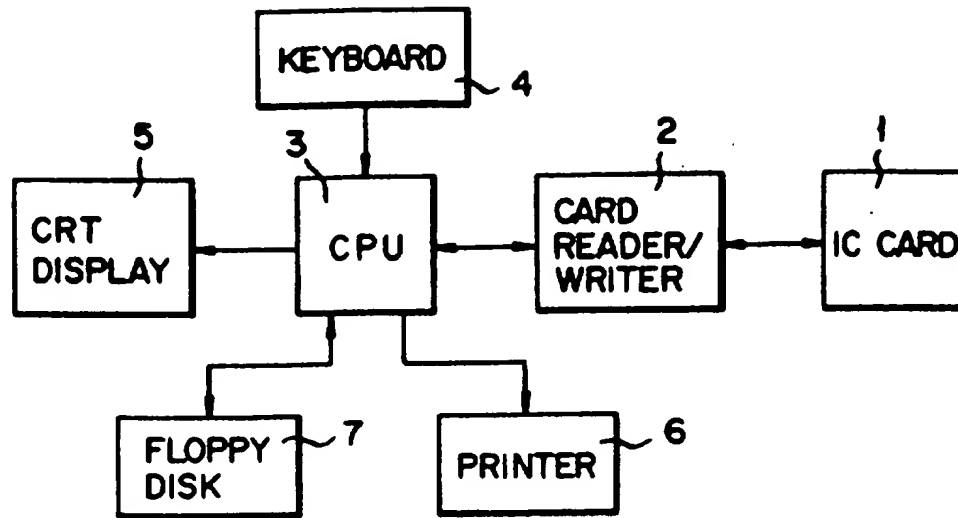 KEYBOARD
4
5
3
2
1
CRT
DISPLAY
CPU
CARD
READER/
WRITER
IC CARD
FLOPPY
DISK
7
PRINTER
6